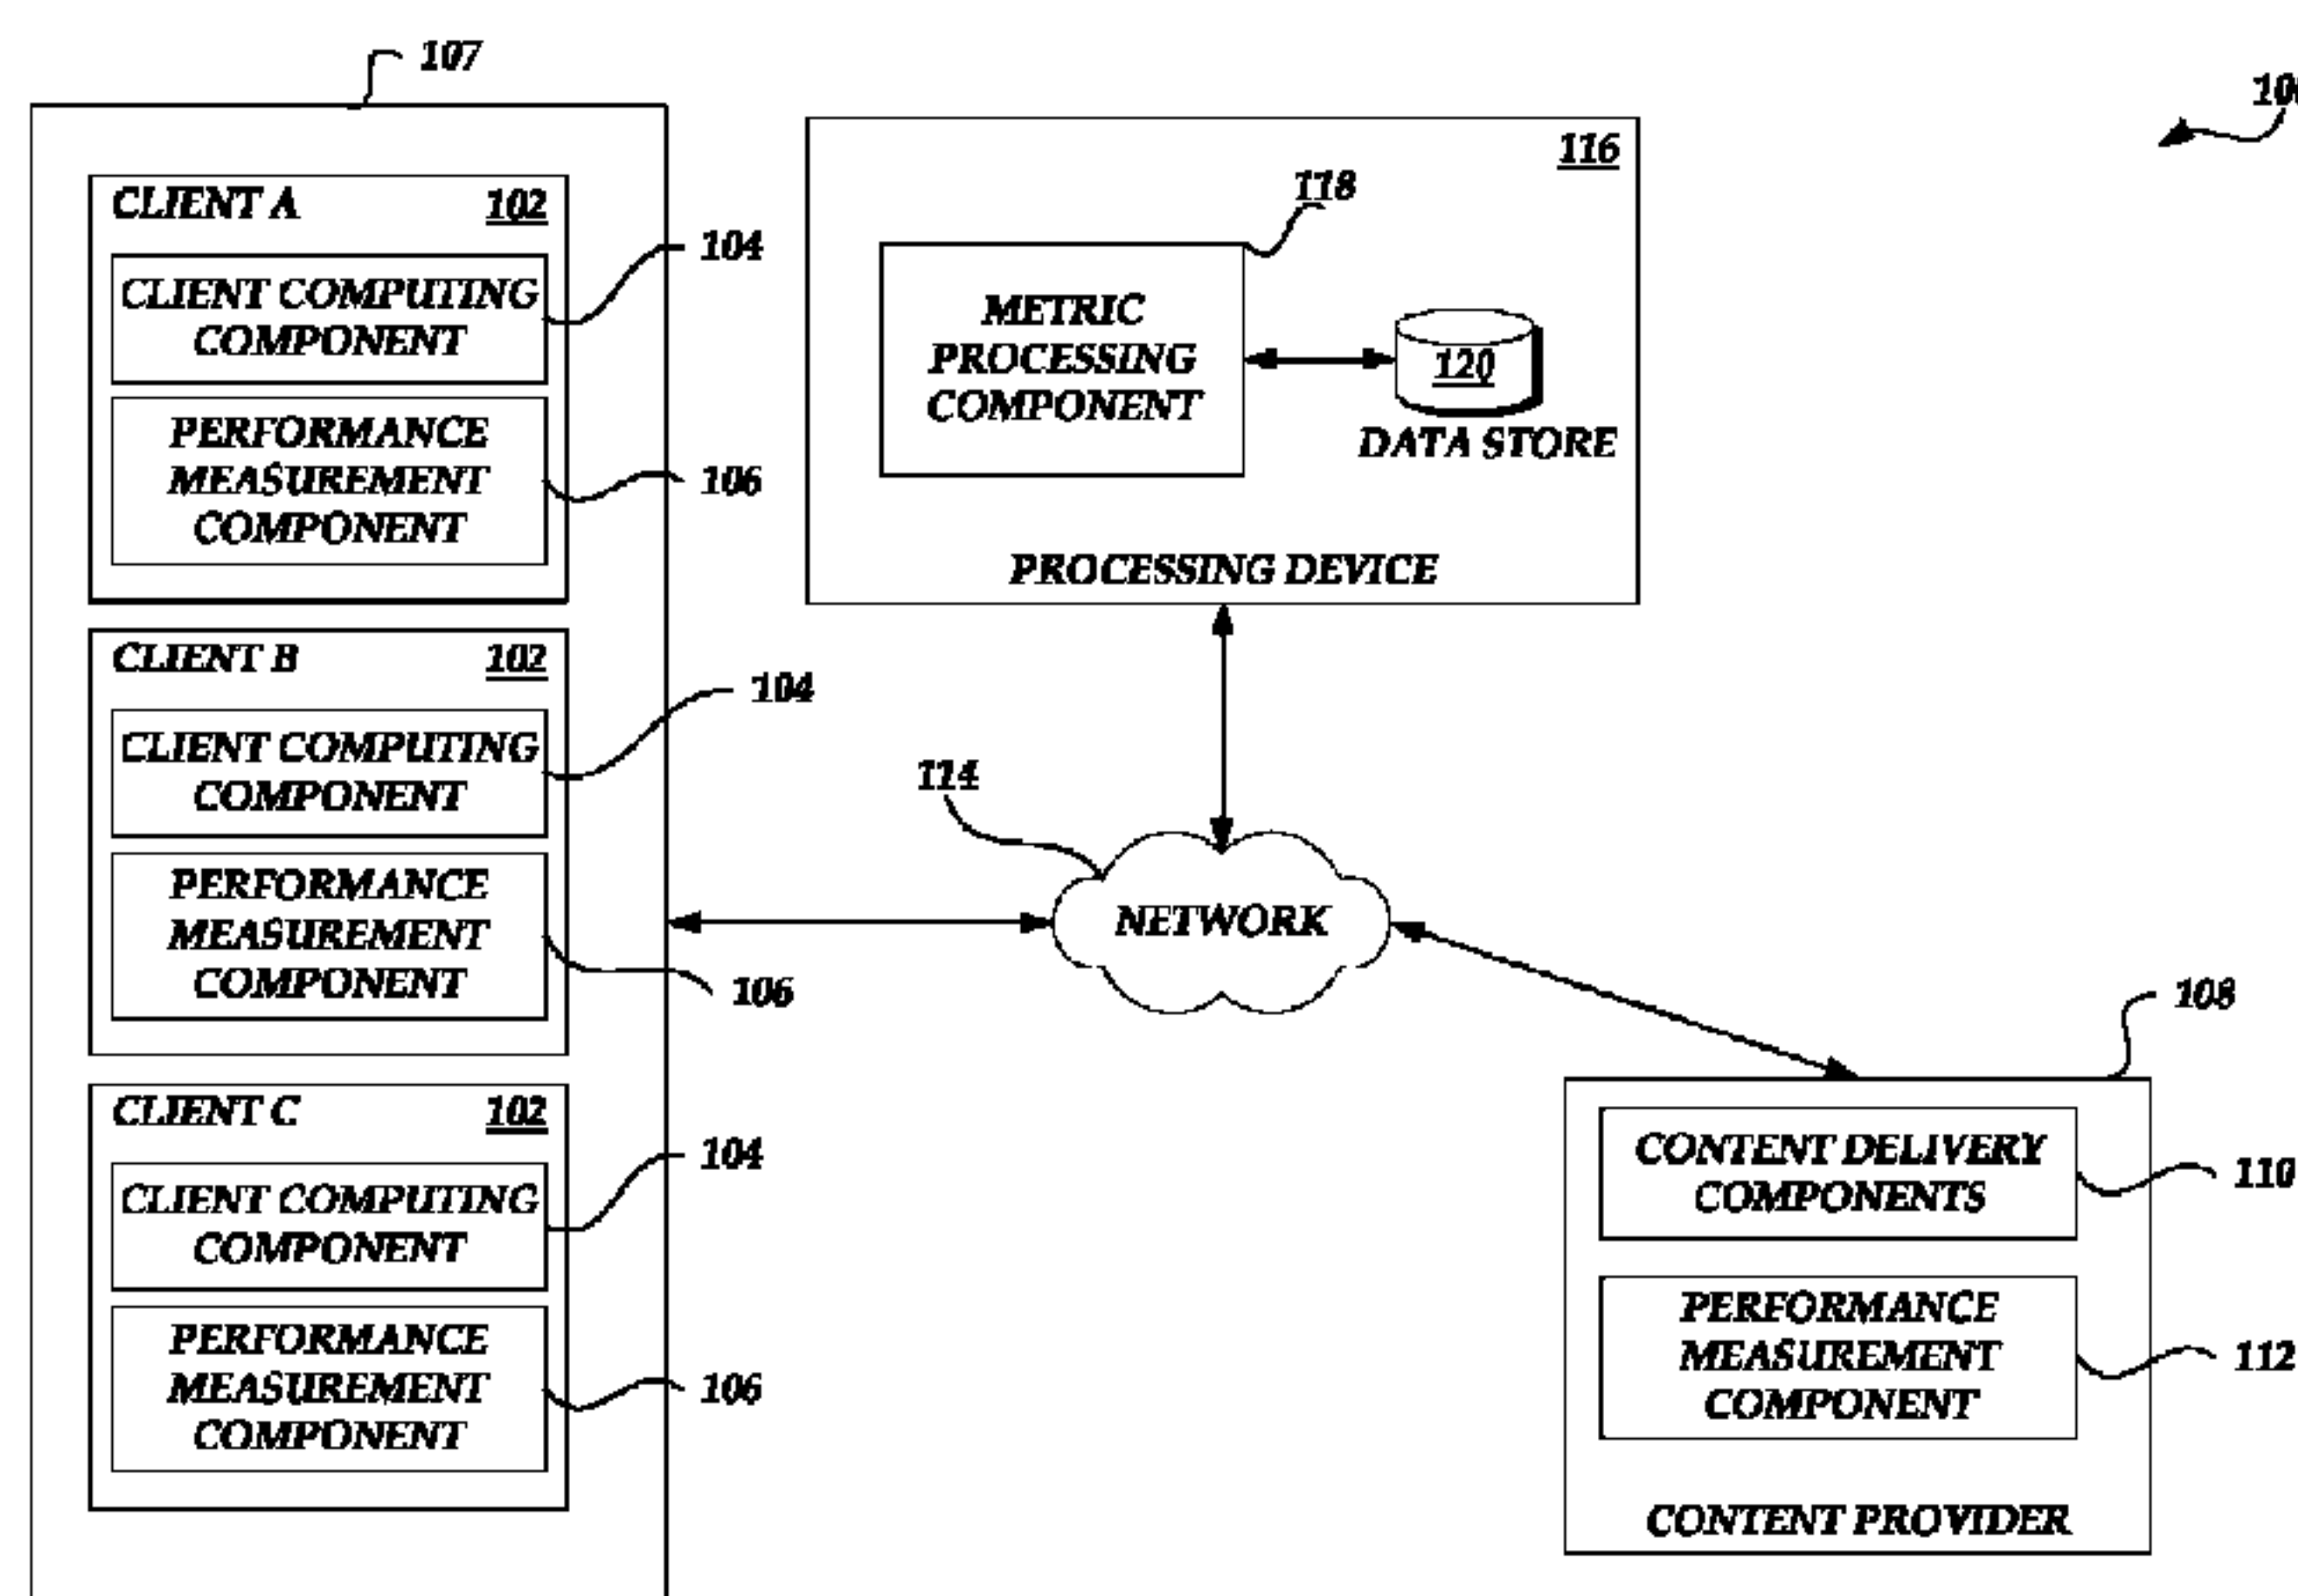 107
100
CLIENT A 102
CLIENT COMPUTING
COMPONENT
104
PERFORMANCE
MEASUREMENT
COMPONENT
106
CLIENT B 102
CLIENT COMPUTING
COMPONENT
104
PERFORMANCE
MEASUREMENT
COMPONENT
106
CLIENT C 102
CLIENT COMPUTING
COMPONENT
104
PERFORMANCE
MEASUREMENT
COMPONENT
106
116
118
METRIC
PROCESSING
COMPONENT
120
DATA STORE
PROCESSING DEVICE
114
NETWORK
108
CONTENT DELIVERY
COMPONENTS
110
PERFORMANCE
MEASUREMENT
COMPONENT
112
CONTENT PROVIDER